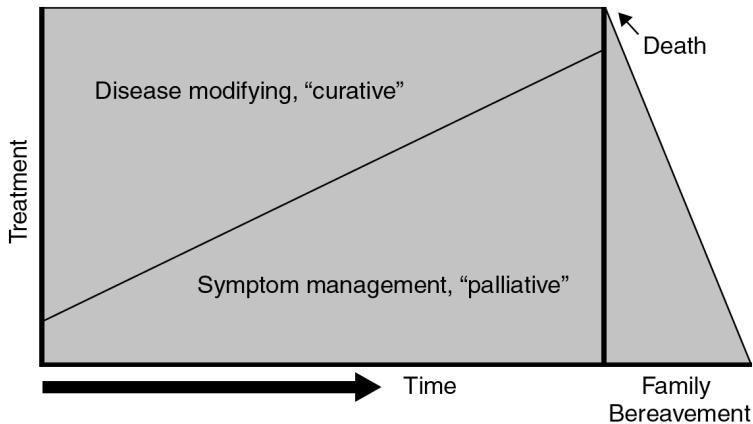 Death
Disease modifying, “curative”
Treatment
Symptom management, “palliative”
Time
Family
Bereavement